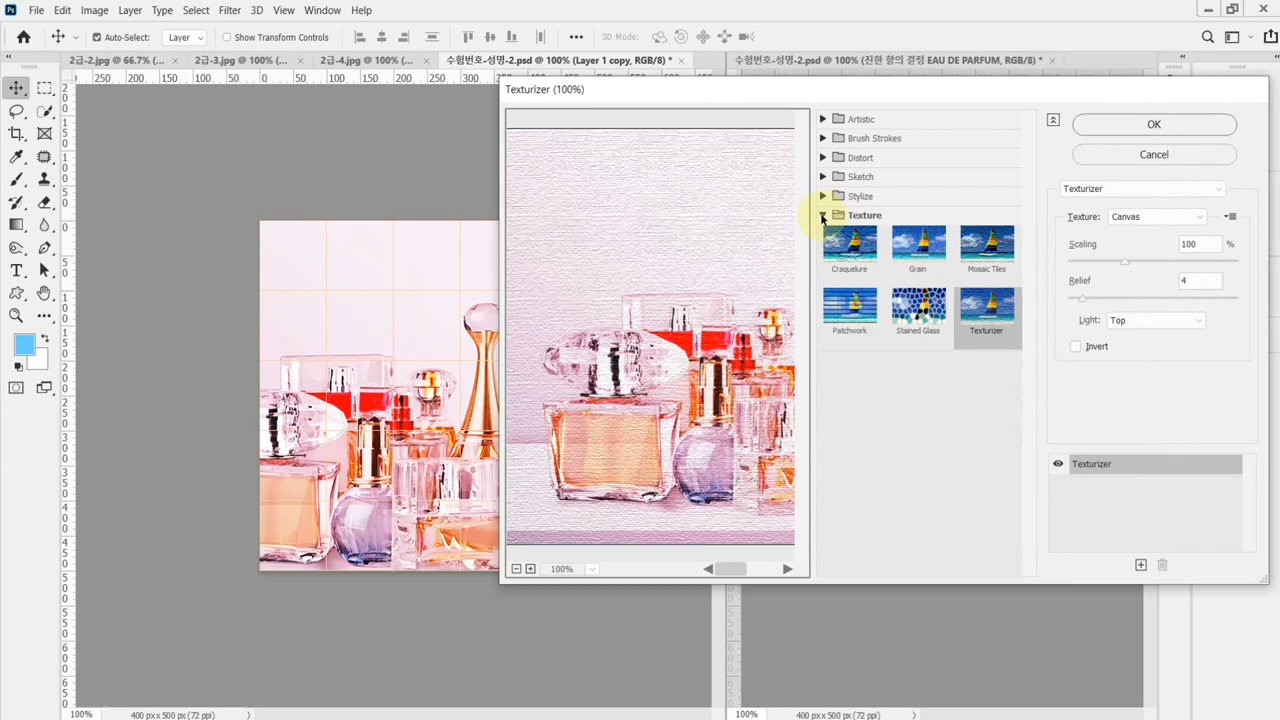 Ps File Edit Image Layer Type Select Filter 3D View Window Help
Auto-Select: Layer Show Transform Controls 3D Mode:
2급-2.jpg @ 66.7% (... × 2급-3.jpg @ 100% (... × 2급-4.jpg @ 100% (... × 수험번호-성명-2.psd @ 100% (Layer 1 copy, RGB/8) * × 수험번호-성명-2.psd @ 100% (진한 향의 결정 EAU DE PARFUM, RGB/8) * ×
Texturizer (100%)
Artistic
Brush Strokes
Distort
Sketch
Stylize
Texture
Craquelure Grain Mosaic Tiles
Patchwork Stained Glass Texturizer
100%
OK
Cancel
Texturizer
Texture: Canvas
Scaling 100 %
Relief 4
Light: Top
Invert
Texturizer
100% 400 px x 500 px (72 ppi) 100% 400 px x 500 px (72 ppi)